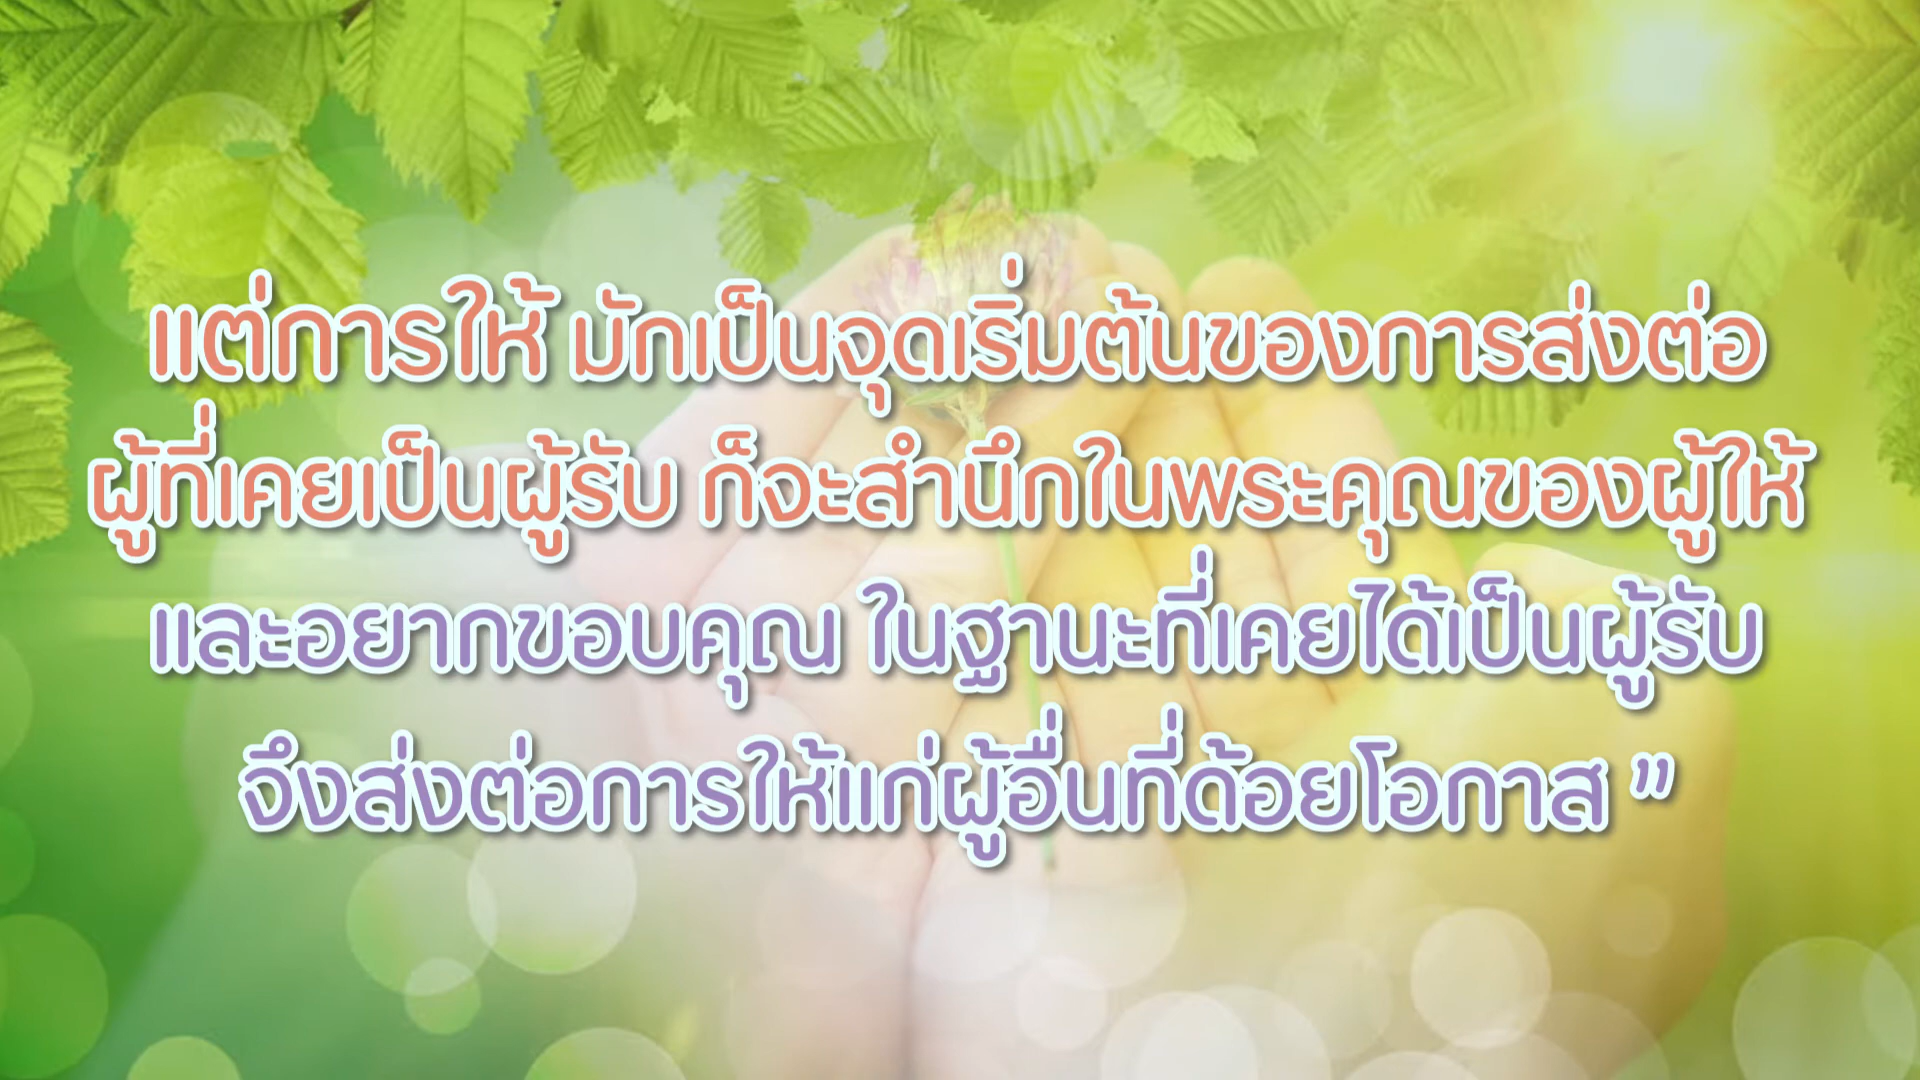 แต่การให้ มักเป็นจุดเริ่มต้นของการส่งต่อ
ผู้ที่เคยเป็นผู้รับ ก็จะสำนึกในพระคุณของผู้ให้
และอยากขอบคุณ ในฐานะที่เคยได้เป็นผู้รับ
จึงส่งต่อการให้แก่ผู้อื่นที่ด้อยโอกาส ”